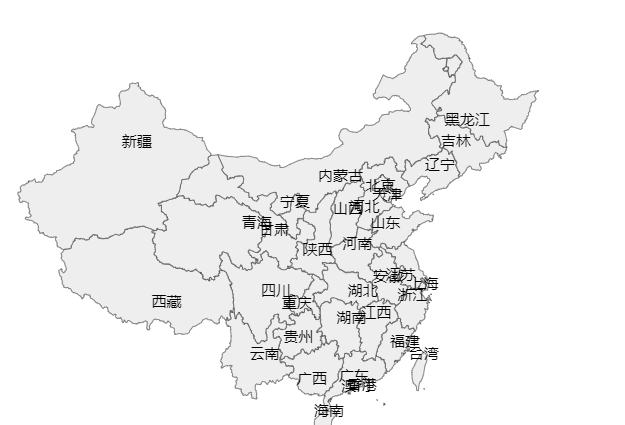 黑龙江
新疆
吉林
辽宁
内蒙古
北京
天津
宁夏
山西
河北
青海
甘肃
山东
陕西
河南
安徽
江苏
上海
四川
湖北
浙江
西藏
重庆
湖南
江西
贵州
福建
云南
台湾
广西
广东
澳门
香港
海南